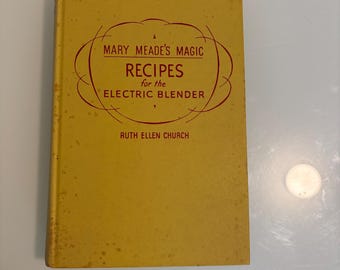 MARY MEADE'S MAGIC
RECIPES
for the
ELECTRIC BLENDER
RUTH ELLEN CHURCH